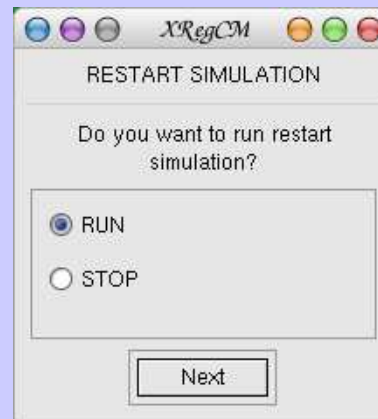 XRegCM
RESTART SIMULATION
Do you want to run restart
simulation?
RUN
STOP
Next